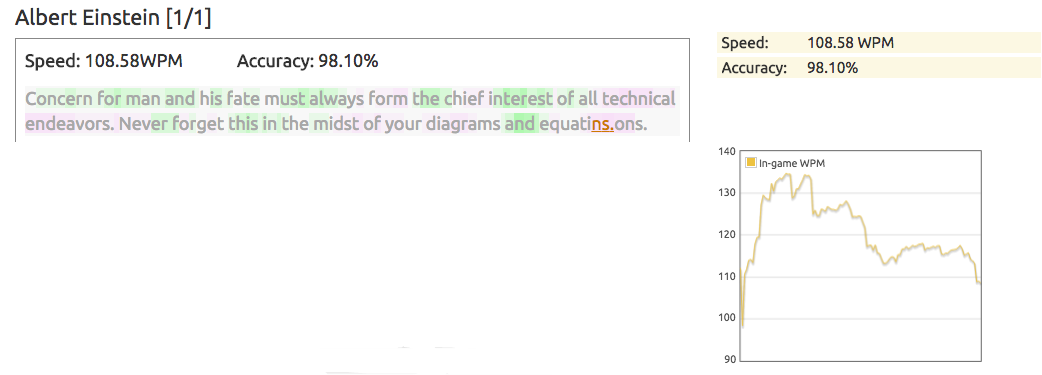 Albert Einstein [1/1]
Speed: 108.58WPM Accuracy: 98.10%
Concern for man and his fate must always form the chief interest of all technical
endeavors. Never forget this in the midst of your diagrams and equatins.ons.
Speed: 108.58 WPM
Accuracy: 98.10%
In-game WPM
140
130
120
110
100
90